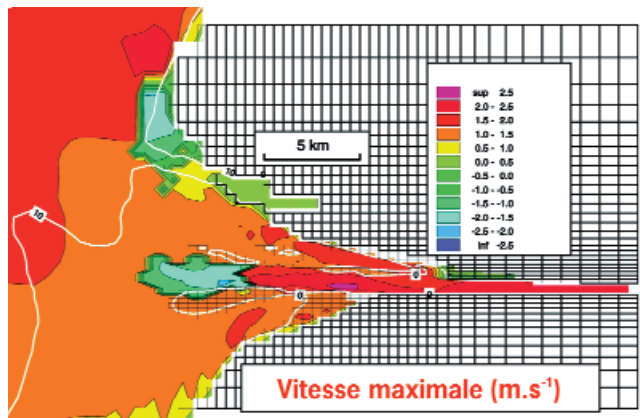 sup 2.5
2.0 - 2.5
1.5 - 2.0
1.0 - 1.5
0.5 - 1.0
0.0 - 0.5
-0.5 - 0.0
-1.0 - -0.5
-1.5 - -1.0
-2.0 - -1.5
-2.5 - -2.0
inf -2.5
5 km
10
0
10
0
0
0
Vitesse maximale (m.s⁻¹)